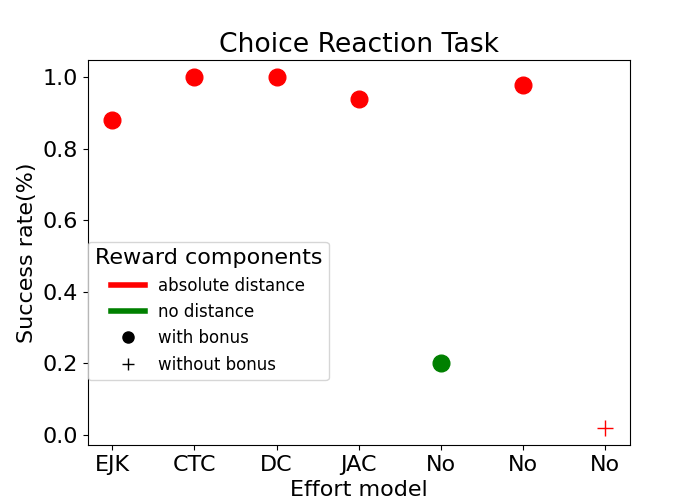 Choice Reaction Task
Success rate(%)
1.0
0.8
0.6
0.4
0.2
0.0
Reward components
absolute distance
no distance
with bonus
without bonus
EJK CTC DC JAC No No No
Effort model